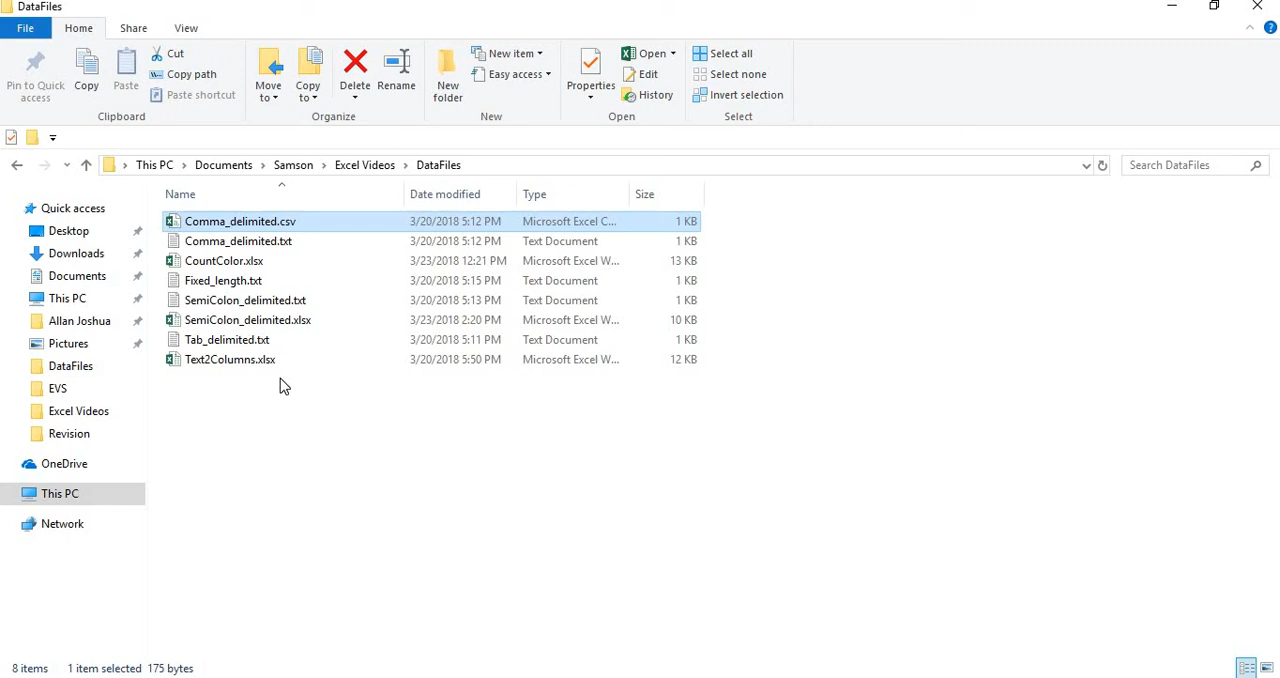 DataFiles
File Home Share View
Pin to Quick access
Copy
Paste
Cut
Copy path
Paste shortcut
Clipboard
Move to
Copy to
Delete
Rename
Organize
New folder
New item
Easy access
New
Properties
Open
Edit
History
Open
Select all
Select none
Invert selection
Select
This PC Documents Samson Excel Videos DataFiles
Search DataFiles
Quick access
Desktop
Downloads
Documents
This PC
Allan Joshua
Pictures
DataFiles
EVS
Excel Videos
Revision
OneDrive
This PC
Network
Name Date modified Type Size
Comma_delimited.csv 3/20/2018 5:12 PM Microsoft Excel C... 1 KB
Comma_delimited.txt 3/20/2018 5:12 PM Text Document 1 KB
CountColor.xlsx 3/23/2018 12:21 PM Microsoft Excel W... 13 KB
Fixed_length.txt 3/20/2018 5:15 PM Text Document 1 KB
SemiColon_delimited.txt 3/20/2018 5:13 PM Text Document 1 KB
SemiColon_delimited.xlsx 3/23/2018 2:20 PM Microsoft Excel W... 10 KB
Tab_delimited.txt 3/20/2018 5:11 PM Text Document 1 KB
Text2Columns.xlsx 3/20/2018 5:50 PM Microsoft Excel W... 12 KB
8 items 1 item selected 175 bytes